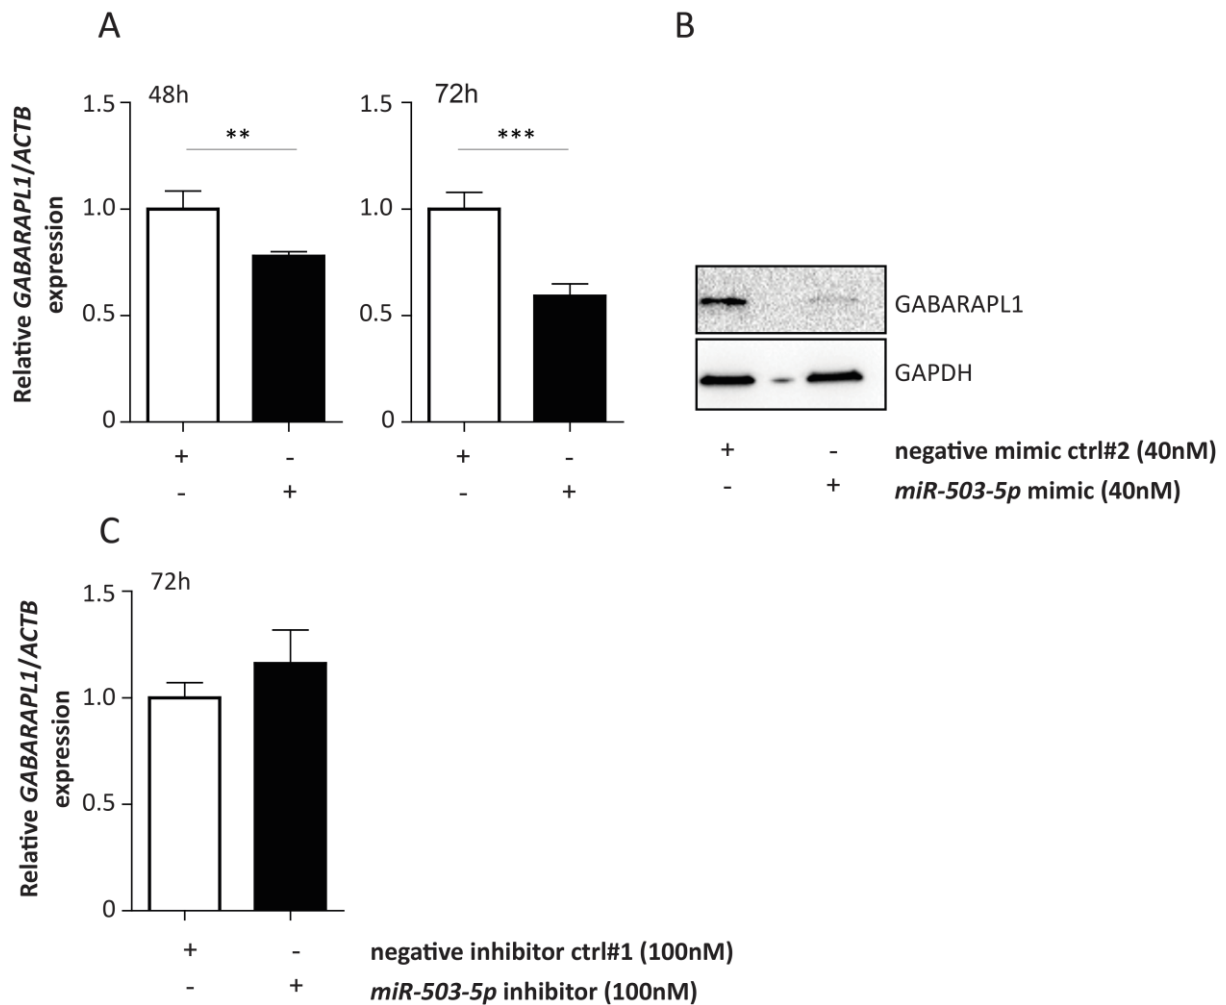 A
B
Relative GABARAPL1/ACTB
expression
48h
**
1.5
1.0
0.5
0
+ -
- +
72h
***
1.5
1.0
0.5
0
+ -
- +
GABARAPL1
GAPDH
+ - negative mimic ctrl#2 (40nM)
- + miR-503-5p mimic (40nM)
C
Relative GABARAPL1/ACTB
expression
72h
1.5
1.0
0.5
0
+ - negative inhibitor ctrl#1 (100nM)
- + miR-503-5p inhibitor (100nM)